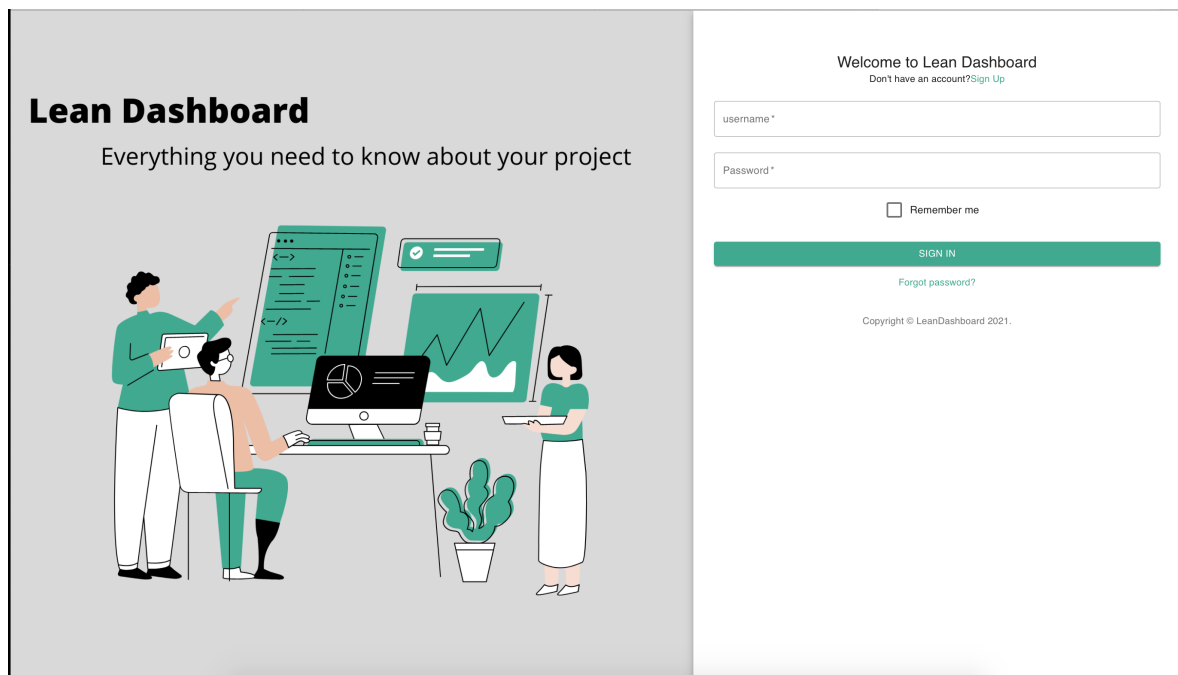 Lean Dashboard
Everything you need to know about your project
Welcome to Lean Dashboard
Don't have an account?Sign Up
username *
Password *
Remember me
SIGN IN
Forgot password?
Copyright © LeanDashboard 2021.